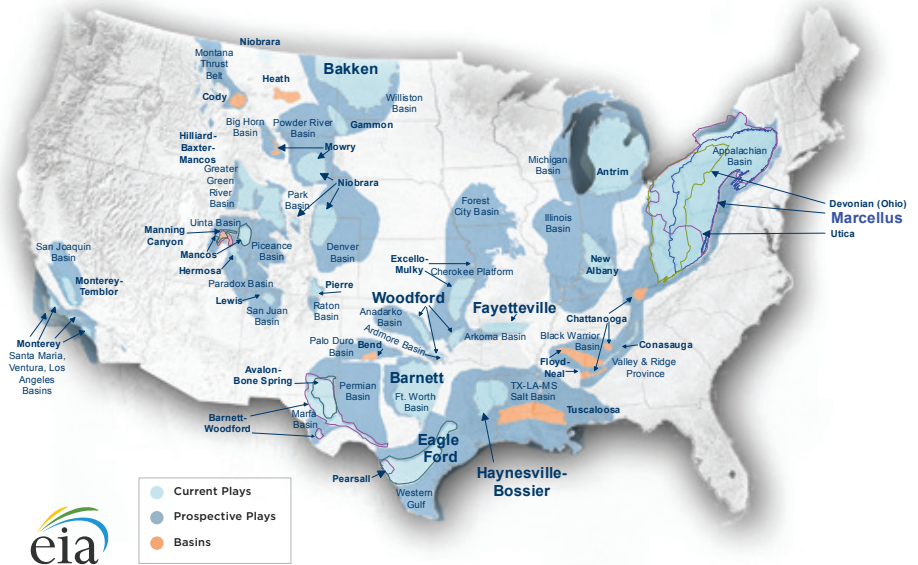 Niobrara
Montana
Thrust
Belt
Bakken
Heath
Cody
Williston
Basin
Big Horn
Basin
Powder River
Basin
Gammon
Hilliard-
Baxter-
Mancos
Mowry
Greater
Green
River
Basin
Park
Basin
Niobrara
Michigan
Basin
Antrim
Appalachian
Basin
Devonian (Ohio)
Marcellus
Utica
Forest
City Basin
Illinois
Basin
Uinta Basin
Manning
Canyon
Mancos
Piceance
Basin
Denver
Basin
Hermosa
Paradox Basin
San Joaquin
Basin
Monterey-
Temblor
Excello-
Mulky
Cherokee Platform
New
Albany
Lewis
San Juan
Basin
Pierre
Raton
Basin
Woodford
Anadarko
Basin
Fayetteville
Arkoma Basin
Chattanooga
Black Warrior
Basin
Conasauga
Monterey
Santa Maria,
Ventura, Los
Angeles
Basins
Palo Duro
Basin
Bend
Ardmore Basin
Floyd-
Neal
Valley & Ridge
Province
Avalon-
Bone Spring
Permian
Basin
Barnett
Ft. Worth
Basin
TX-LA-MS
Salt Basin
Tuscaloosa
Barnett-
Woodford
Marfa
Basin
Eagle
Ford
Pearsall
Haynesville-
Bossier
Western
Gulf
Current Plays
Prospective Plays
Basins
eia